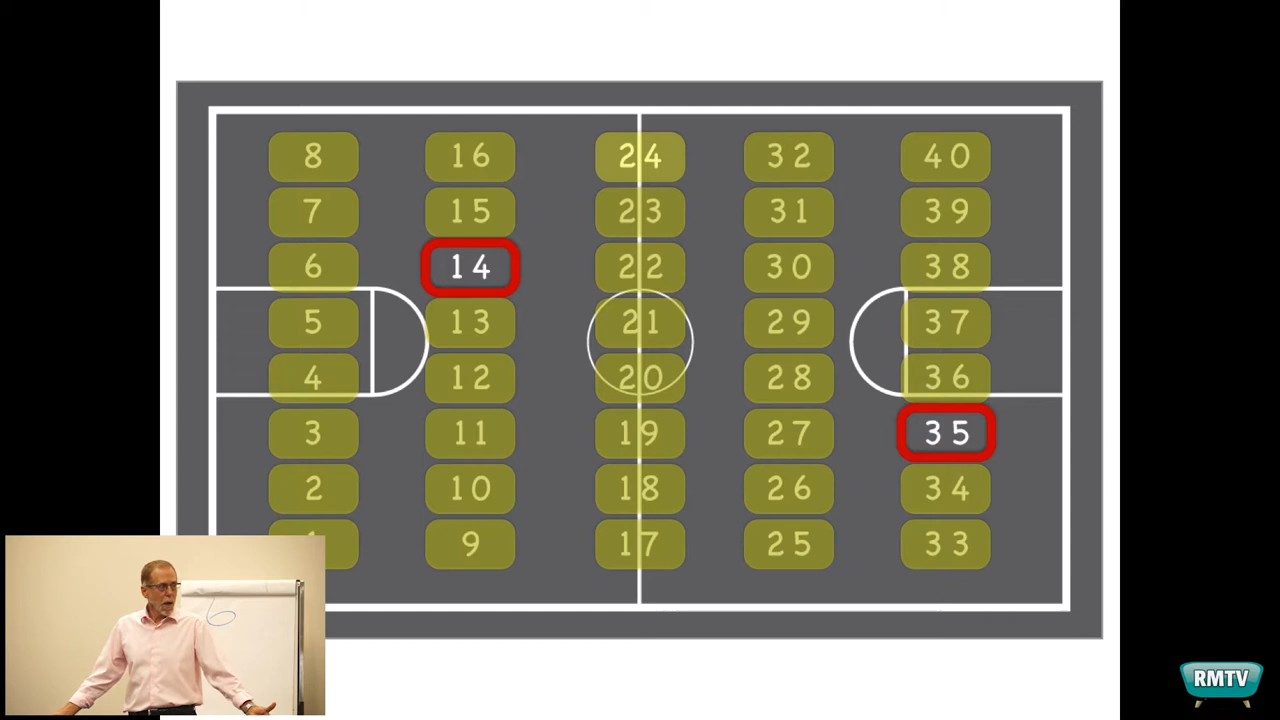 8 16 24 32 40
7 15 23 31 39
6 14 22 30 38
5 13 21 29 37
4 12 20 28 36
3 11 19 27 35
2 10 18 26 34
9 17 25 33
6
RMTV